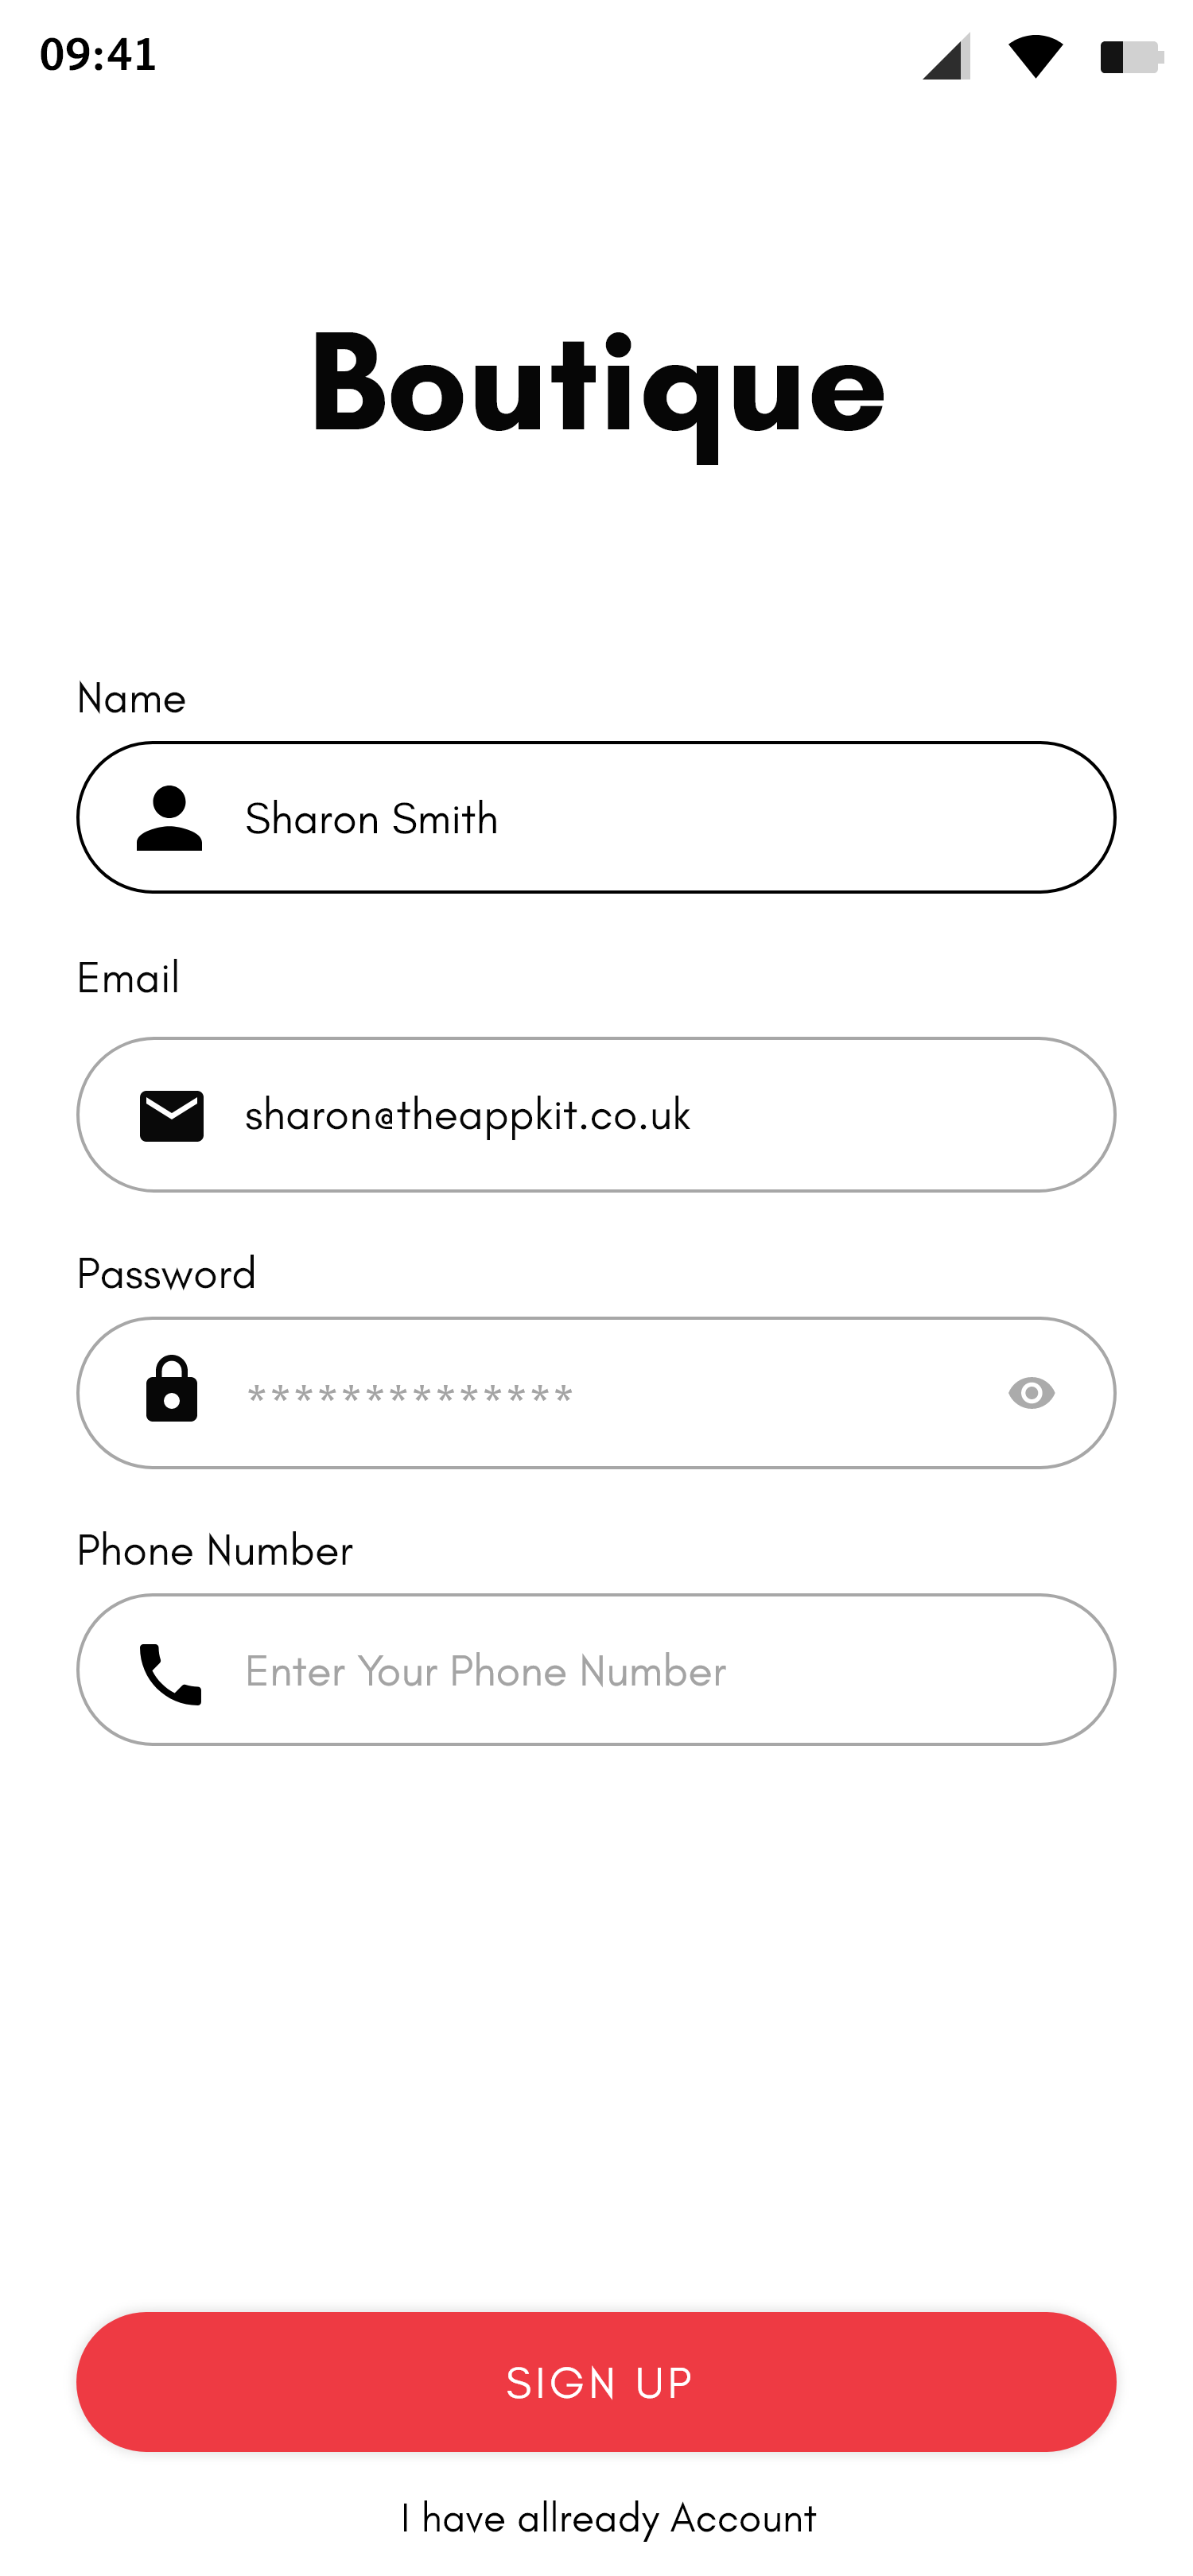 09:41
Boutique
Name
Sharon Smith
Email
sharon@theappkit.co.uk
Password
**************
Phone Number
Enter Your Phone Number
SIGN UP
I have allready Account